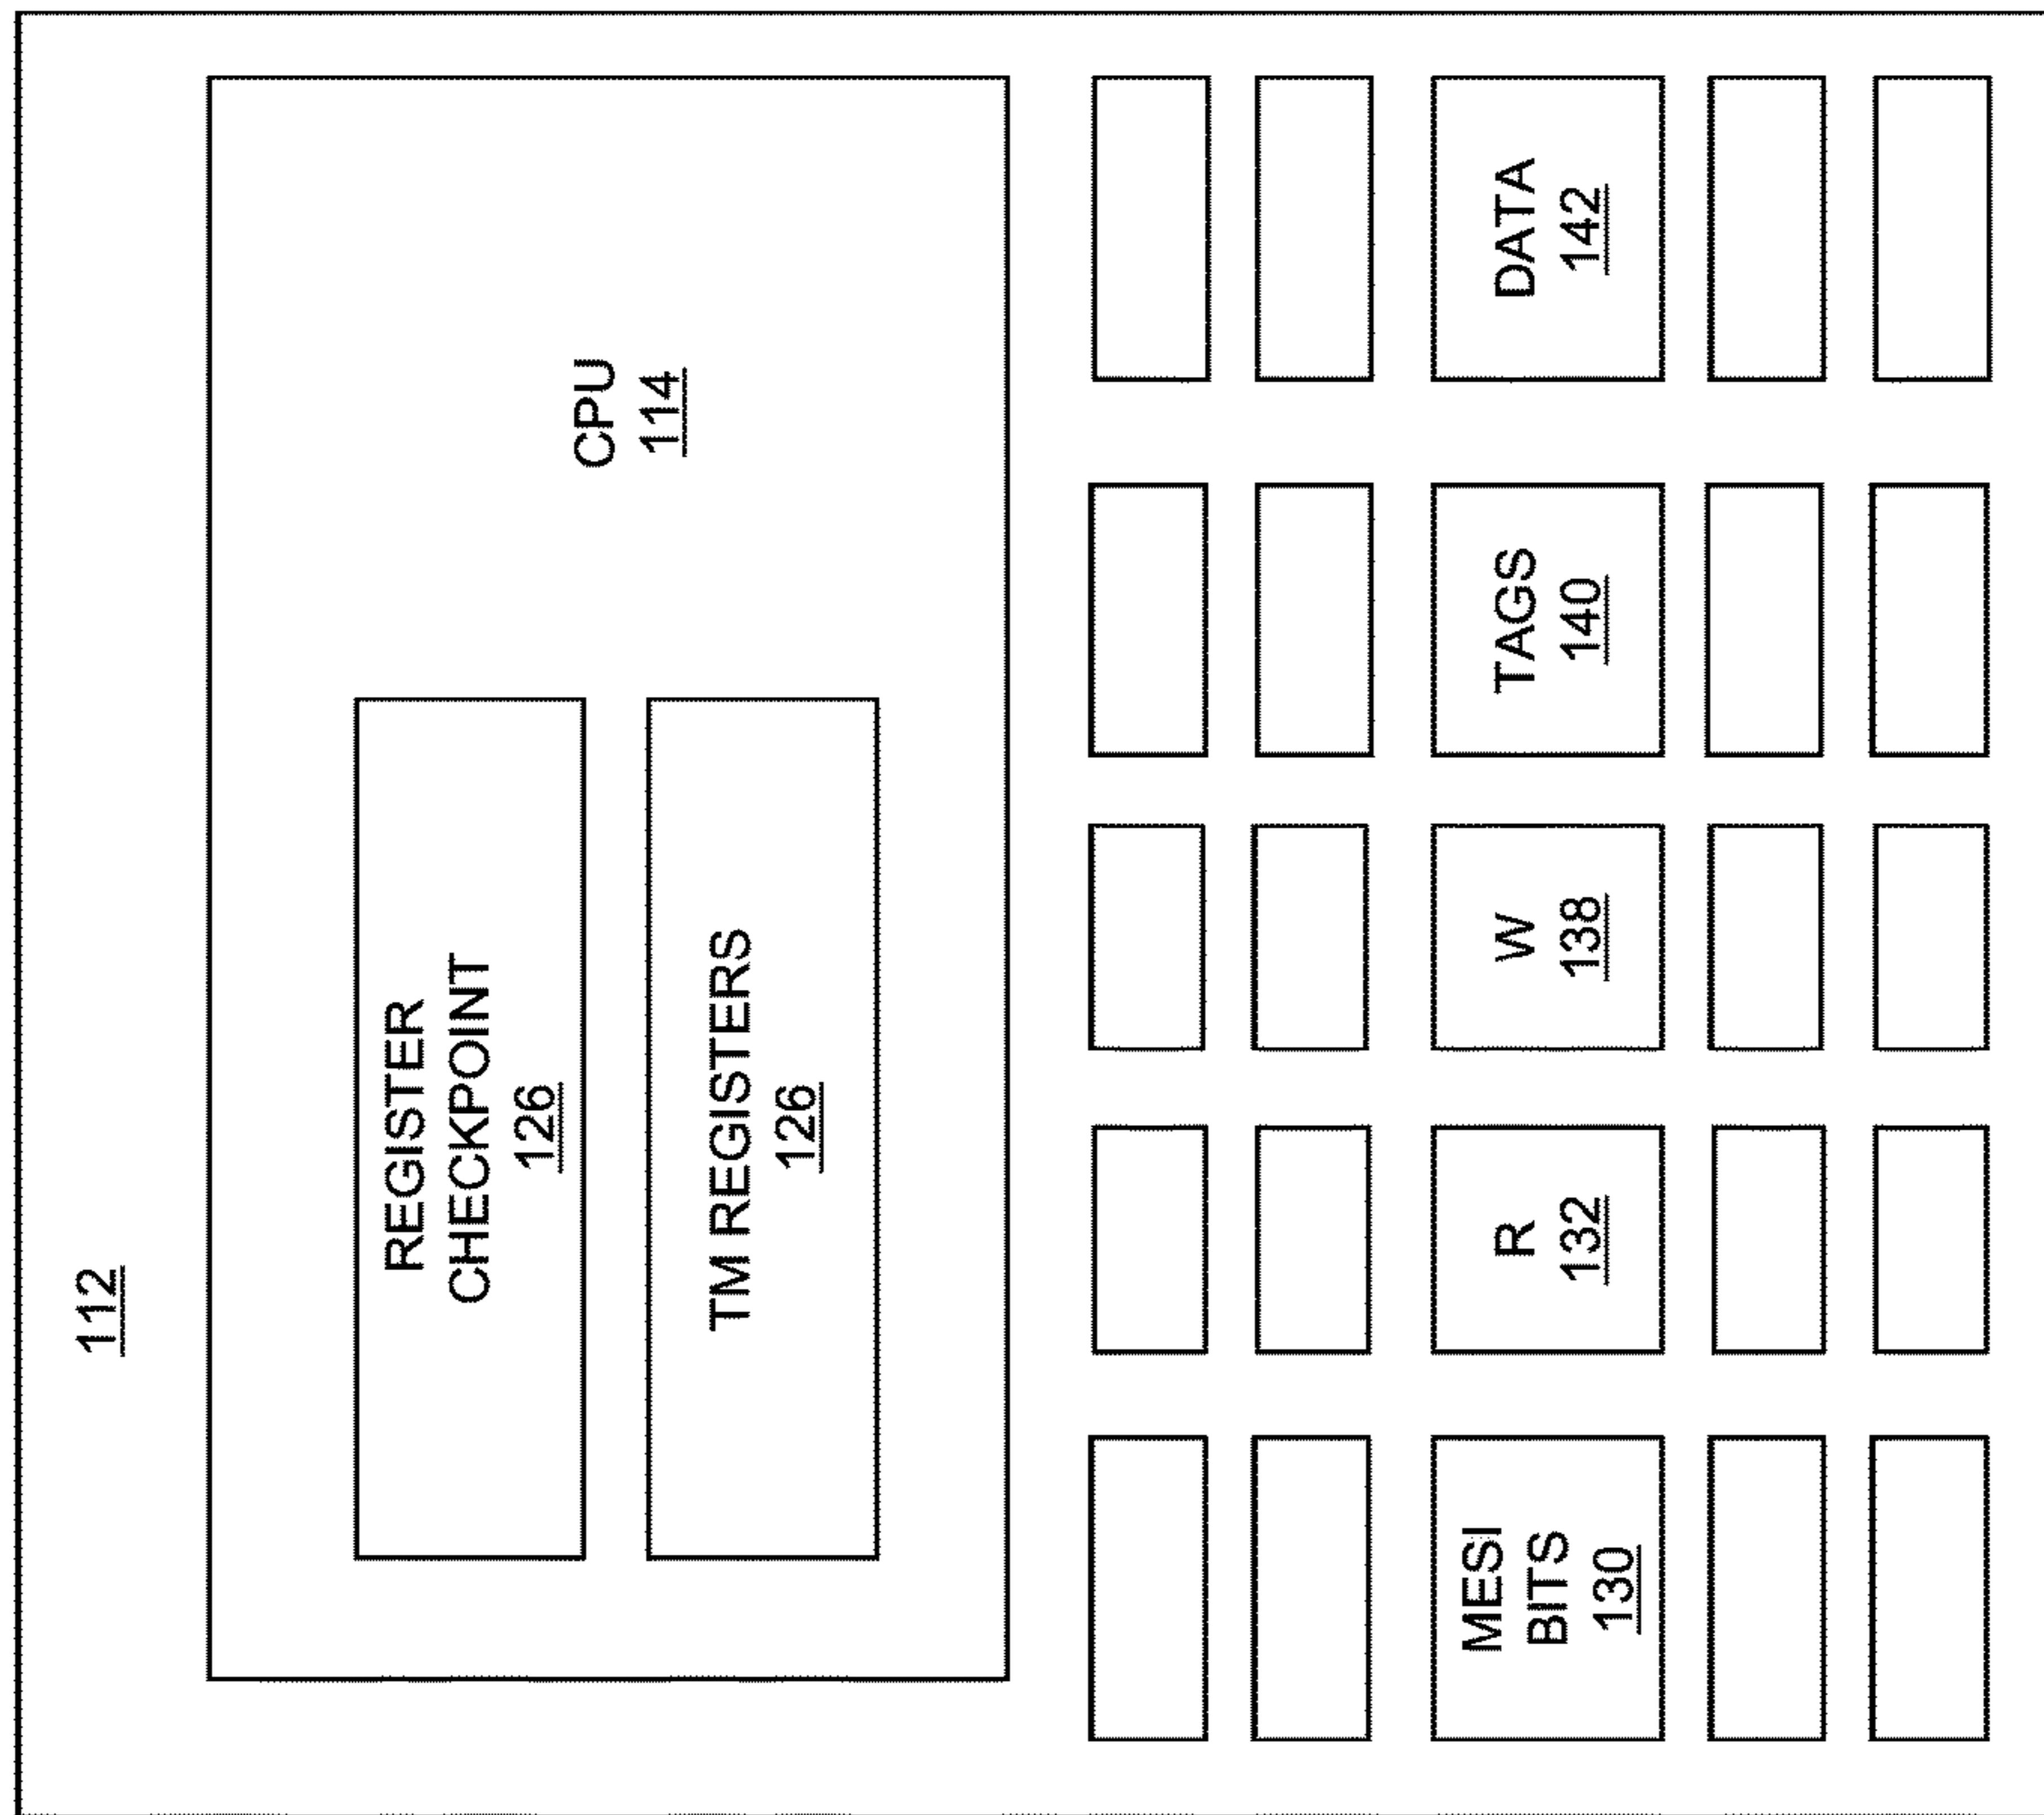 112
CPU
114
REGISTER
CHECKPOINT
126
TM REGISTERS
126
MESI
BITS
130
R
132
W
138
TAGS
140
DATA
142